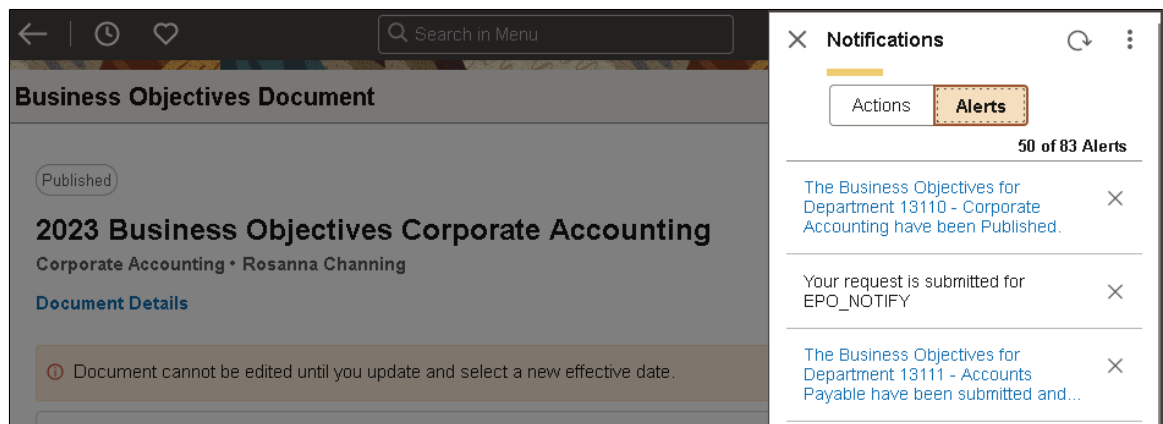 Search in Menu
Business Objectives Document
Published
2023 Business Objectives Corporate Accounting
Corporate Accounting • Rosanna Channing
Document Details
Document cannot be edited until you update and select a new effective date.
Notifications
Actions
Alerts
50 of 83 Alerts
The Business Objectives for
Department 13110 - Corporate
Accounting have been Published.
Your request is submitted for
EPO_NOTIFY
The Business Objectives for
Department 13111 - Accounts
Payable have been submitted and...